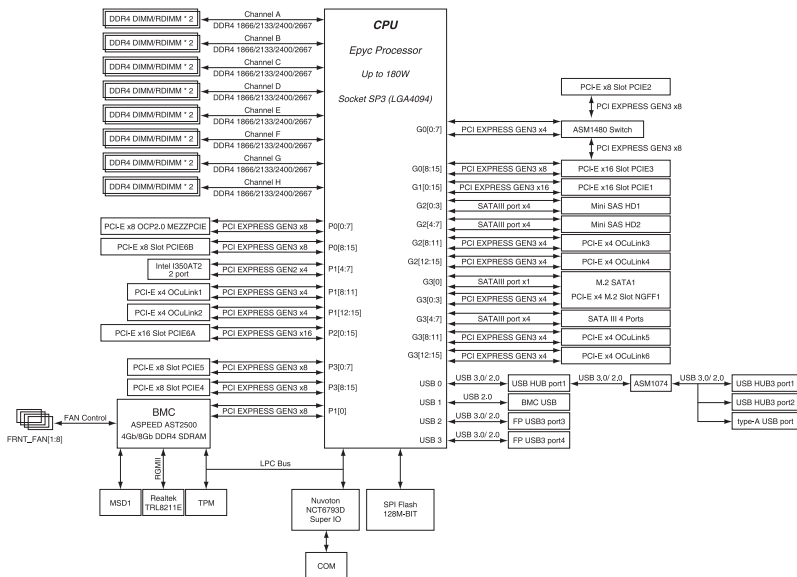 DDR4 DIMM/RDIMM * 2
Channel A
DDR4 1866/2133/2400/2667
DDR4 DIMM/RDIMM * 2
Channel B
DDR4 1866/2133/2400/2667
DDR4 DIMM/RDIMM * 2
Channel C
DDR4 1866/2133/2400/2667
DDR4 DIMM/RDIMM * 2
Channel D
DDR4 1866/2133/2400/2667
DDR4 DIMM/RDIMM * 2
Channel E
DDR4 1866/2133/2400/2667
DDR4 DIMM/RDIMM * 2
Channel F
DDR4 1866/2133/2400/2667
DDR4 DIMM/RDIMM * 2
Channel G
DDR4 1866/2133/2400/2667
DDR4 DIMM/RDIMM * 2
Channel H
DDR4 1866/2133/2400/2667
CPU
Epyc Processor
Up to 180W
Socket SP3 (LGA4094)
PCI-E x8 OCP2.0 MEZZPCIE
PCI EXPRESS GEN3 x8
P0[0:7]
PCI-E x8 Slot PCIE6B
PCI EXPRESS GEN3 x8
P0[8:15]
Intel I350AT2
2 port
PCI EXPRESS GEN2 x4
P1[4:7]
PCI-E x4 OCuLink1
PCI EXPRESS GEN3 x4
P1[8:11]
PCI-E x4 OCuLink2
PCI EXPRESS GEN3 x4
P1[12:15]
PCI-E x16 Slot PCIE6A
PCI EXPRESS GEN3 x16
P2[0:15]
PCI-E x8 Slot PCIE5
PCI EXPRESS GEN3 x8
P3[0:7]
PCI-E x8 Slot PCIE4
PCI EXPRESS GEN3 x8
P3[8:15]
BMC
ASPEED AST2500
4Gb/8Gb DDR4 SDRAM
PCI EXPRESS GEN3 x8
P1[0]
FAN Control
FRNT_FAN[1:8]
RGMII
LPC Bus
MSD1
Realtek
TRL8211E
TPM
Nuvoton
NCT6793D
Super IO
SPI Flash
128M-BIT
COM
PCI-E x8 Slot PCIE2
PCI EXPRESS GEN3 x8
G0[0:7]
PCI EXPRESS GEN3 x4
ASM1480 Switch
PCI EXPRESS GEN3 x8
G0[8:15]
PCI EXPRESS GEN3 x8
PCI-E x16 Slot PCIE3
G1[0:15]
PCI EXPRESS GEN3 x16
PCI-E x16 Slot PCIE1
G2[0:3]
SATAIII port x4
Mini SAS HD1
G2[4:7]
SATAIII port x4
Mini SAS HD2
G2[8:11]
PCI EXPRESS GEN3 x4
PCI-E x4 OCuLink3
G2[12:15]
PCI EXPRESS GEN3 x4
PCI-E x4 OCuLink4
G3[0]
SATAIII port x1
M.2 SATA1
G3[0:3]
PCI EXPRESS GEN3 x4
PCI-E x4 M.2 Slot NGFF1
G3[4:7]
SATAIII port x4
SATA III 4 Ports
G3[8:11]
PCI EXPRESS GEN3 x4
PCI-E x4 OCuLink5
G3[12:15]
PCI EXPRESS GEN3 x4
PCI-E x4 OCuLink6
USB 0
USB 3.0/ 2.0
USB HUB port1
USB 3.0/ 2.0
ASM1074
USB 3.0/ 2.0
USB HUB3 port1
USB 1
USB 2.0
BMC USB
USB HUB3 port2
USB 2
USB 3.0/ 2.0
FP USB3 port3
type-A USB port
USB 3
USB 3.0/ 2.0
FP USB3 port4